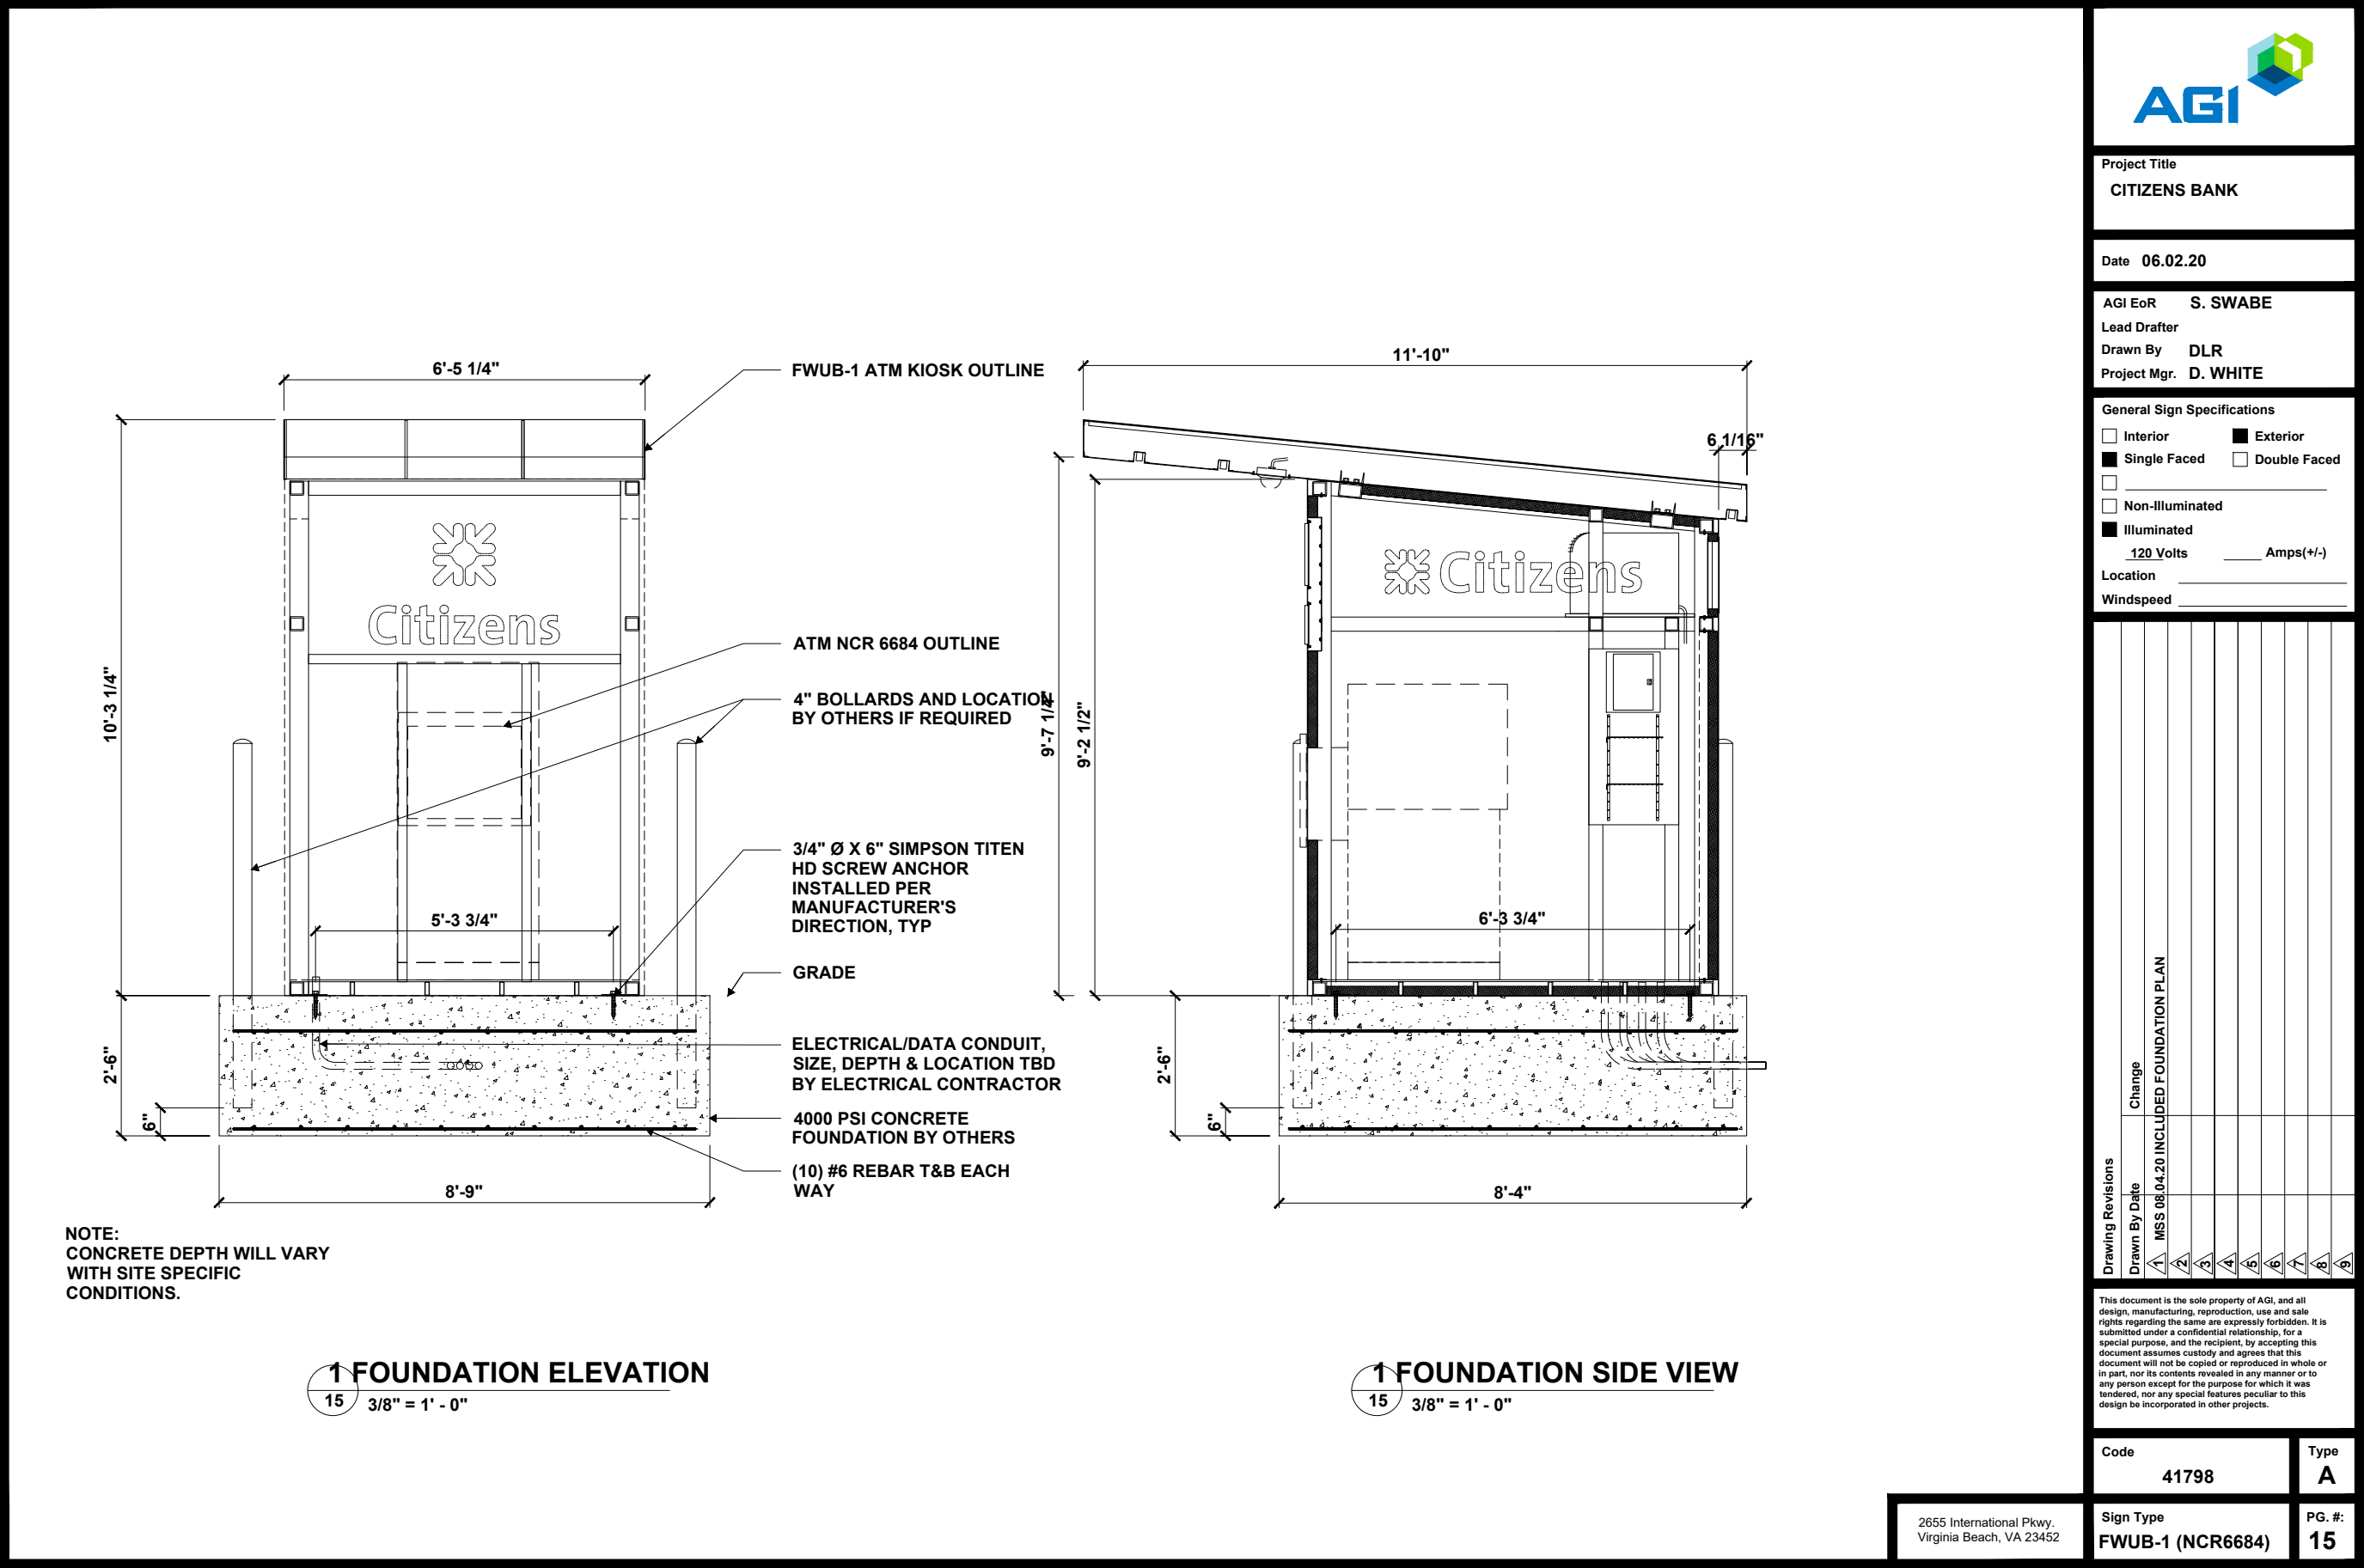 6'-5 1/4"
FWUB-1 ATM KIOSK OUTLINE
10'-3 1/4"
Citizens
ATM NCR 6684 OUTLINE
4" BOLLARDS AND LOCATION
BY OTHERS IF REQUIRED
3/4" Ø X 6" SIMPSON TITEN
HD SCREW ANCHOR
INSTALLED PER
MANUFACTURER'S
DIRECTION, TYP
5'-3 3/4"
GRADE
ELECTRICAL/DATA CONDUIT,
SIZE, DEPTH & LOCATION TBD
BY ELECTRICAL CONTRACTOR
2'-6"
6"
4000 PSI CONCRETE
FOUNDATION BY OTHERS
(10) #6 REBAR T&B EACH
WAY
8'-9"
NOTE:
CONCRETE DEPTH WILL VARY
WITH SITE SPECIFIC
CONDITIONS.
1 FOUNDATION ELEVATION
15 3/8" = 1' - 0"
11'-10"
6 1/16"
Citizens
9'-7 1/4"
9'-2 1/2"
6'-3 3/4"
2'-6"
6"
8'-4"
1 FOUNDATION SIDE VIEW
15 3/8" = 1' - 0"
AGI
Project Title
CITIZENS BANK
Date 06.02.20
AGI EoR S. SWABE
Lead Drafter
Drawn By DLR
Project Mgr. D. WHITE
General Sign Specifications
Interior Exterior
Single Faced Double Faced
Non-Illuminated
Illuminated
120 Volts Amps(+/-)
Location
Windspeed
Drawing Revisions
Drawn By Date Change
1 MSS 08.04.20 INCLUDED FOUNDATION PLAN
2
3
4
5
6
7
8
9
This document is the sole property of AGI, and all
design, manufacturing, reproduction, use and sale
rights regarding the same are expressly forbidden. It is
submitted under a confidential relationship, for a
special purpose, and the recipient, by accepting this
document assumes custody and agrees that this
document will not be copied or reproduced in whole or
in part, nor its contents revealed in any manner or to
any person except for the purpose for which it was
tendered, nor any special features peculiar to this
design be incorporated in other projects.
Code
41798
Type
A
2655 International Pkwy.
Virginia Beach, VA 23452
Sign Type
FWUB-1 (NCR6684)
PG. #:
15